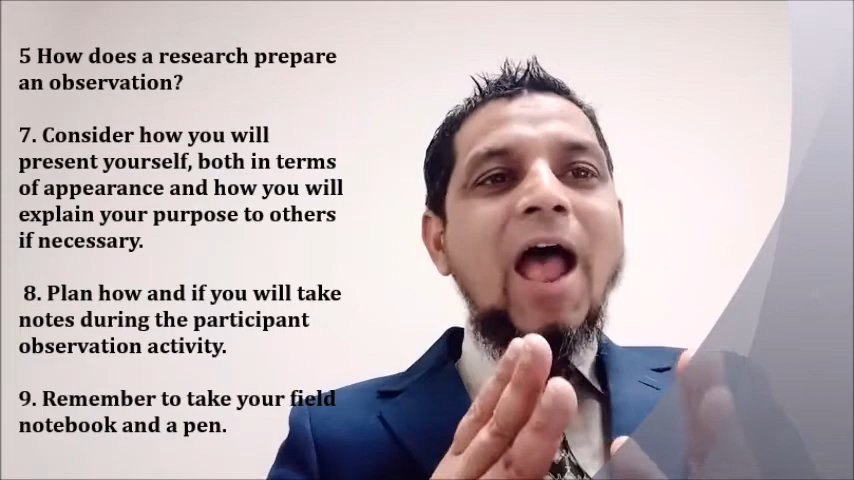 5 How does a research prepare
an observation?
7. Consider how you will
present yourself, both in terms
of appearance and how you will
explain your purpose to others
if necessary.
8. Plan how and if you will take
notes during the participant
observation activity.
9. Remember to take your field
notebook and a pen.